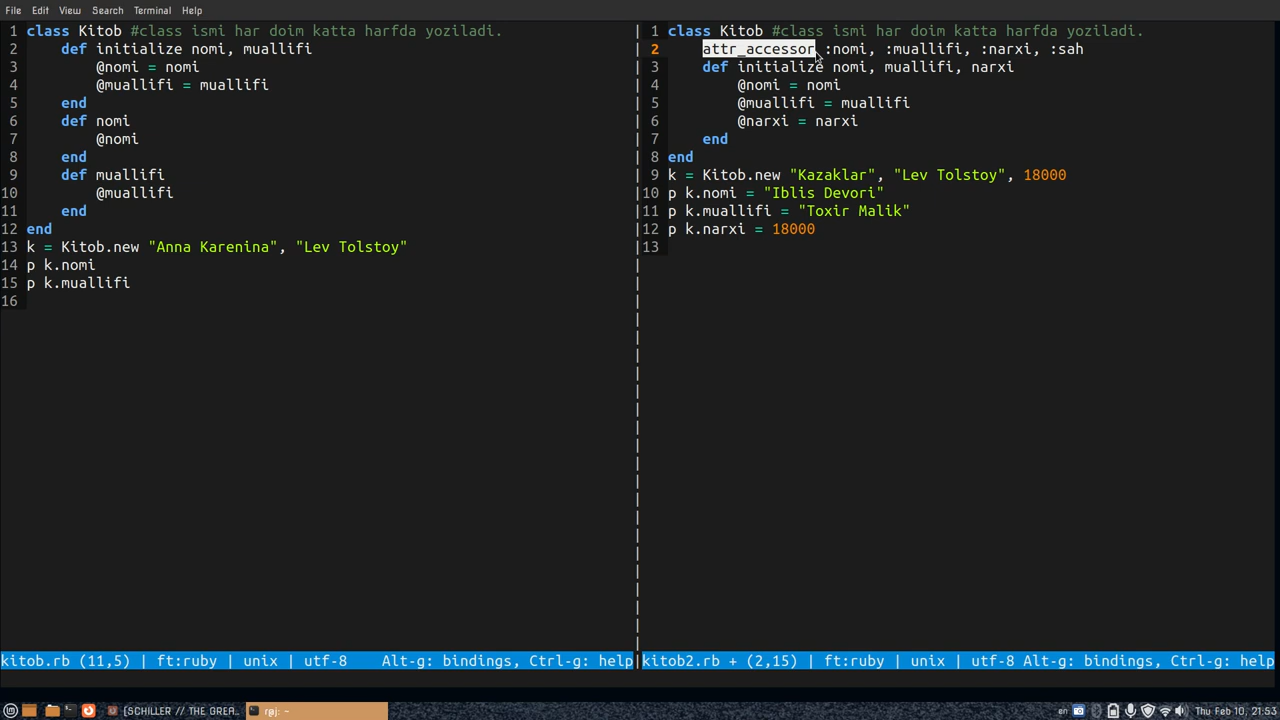 File Edit View Search Terminal Help
1 class Kitob #class ismi har doim katta harfda yoziladi.
2 def initialize nomi, muallifi
3 @nomi = nomi
4 @muallifi = muallifi
5 end
6 def nomi
7 @nomi
8 end
9 def muallifi
10 @muallifi
11 end
12 end
13 k = Kitob.new "Anna Karenina", "Lev Tolstoy"
14 p k.nomi
15 p k.muallifi
16
kitob.rb (11,5) | ft:ruby | unix | utf-8 Alt-g: bindings, Ctrl-g: help
1 class Kitob #class ismi har doim katta harfda yoziladi.
2 attr_accessor :nomi, :muallifi, :narxi, :sah
3 def initialize nomi, muallifi, narxi
4 @nomi = nomi
5 @muallifi = muallifi
6 @narxi = narxi
7 end
8 end
9 k = Kitob.new "Kazaklar", "Lev Tolstoy", 18000
10 p k.nomi = "Iblis Devori"
11 p k.muallifi = "Toxir Malik"
12 p k.narxi = 18000
13
kitob2.rb + (2,15) | ft:ruby | unix | utf-8 Alt-g: bindings, Ctrl-g: help
[SCHILLER // THE GREA... r@j: ~ en Thu Feb 10, 21:53